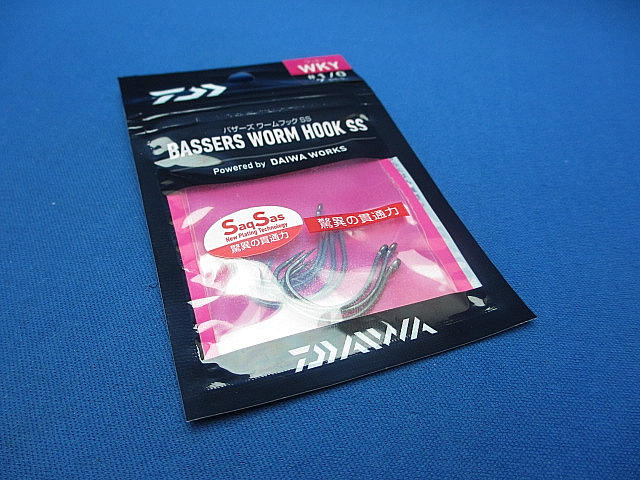 WKY
バザーズ ワームフック SS
BASSERS WORM HOOK SS
Powered by DAIWA WORKS
SaqSas
New Plating Technology
驚異の貫通力
驚異の貫通力
DAIWA